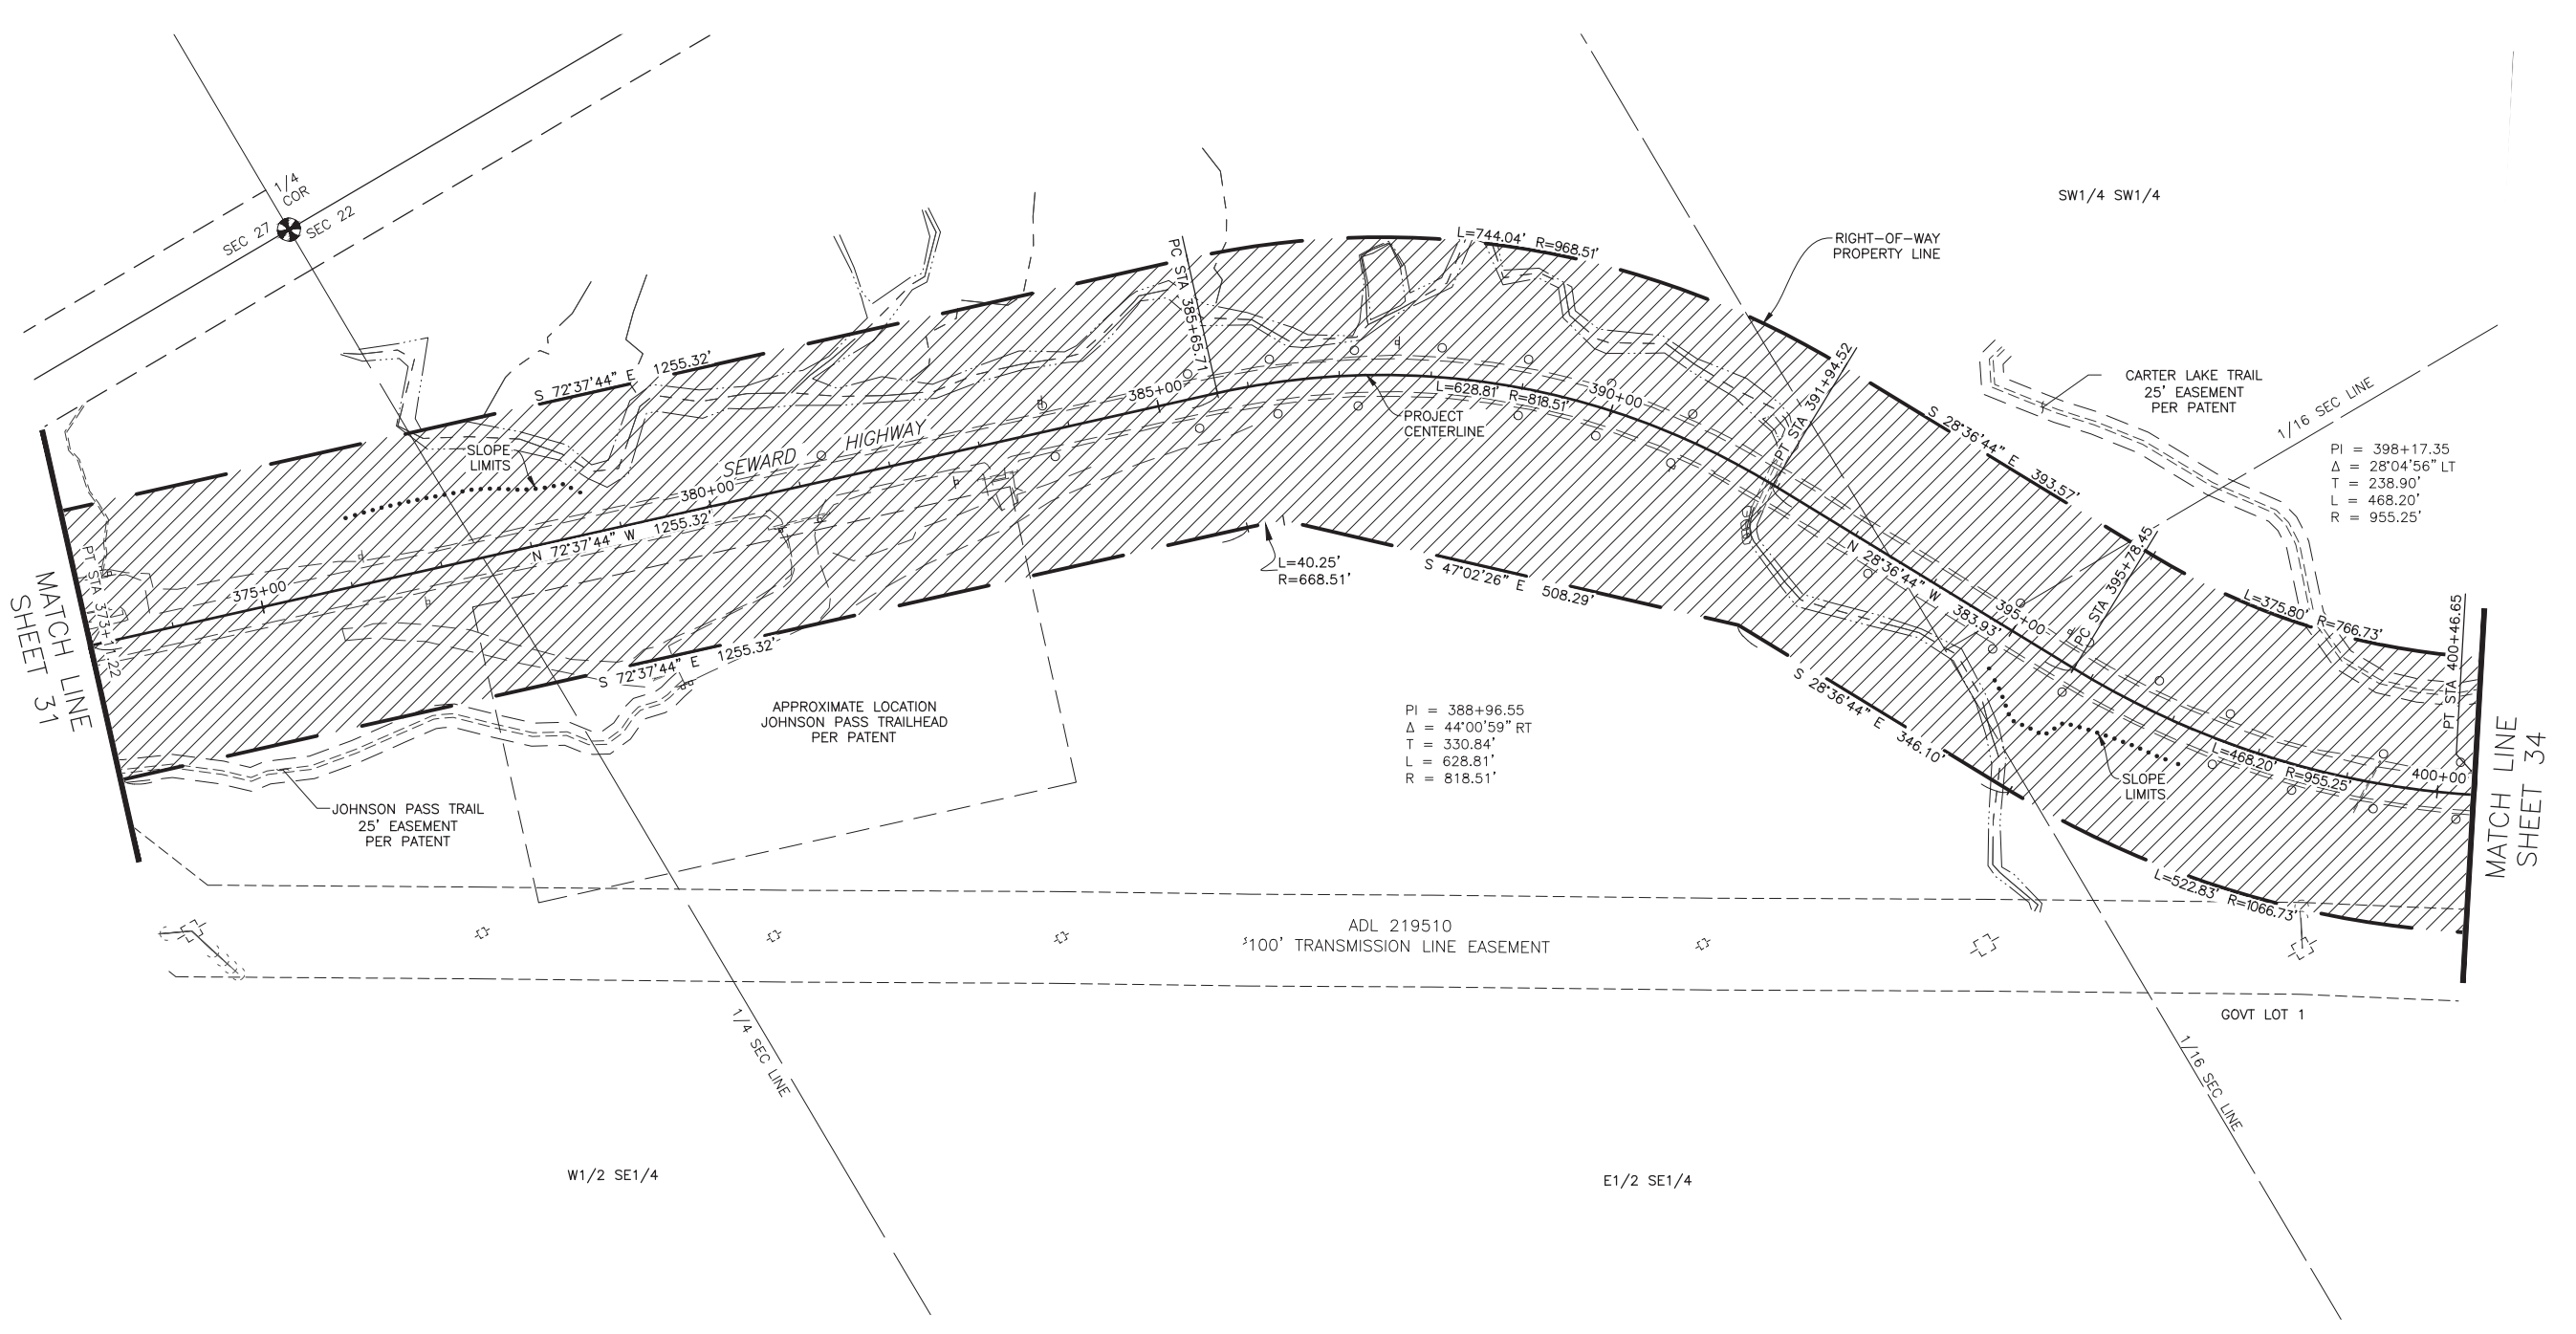 1/4
COR
SEC 27
SEC 22
SW1/4 SW1/4
RIGHT-OF-WAY
PROPERTY LINE
L=744.04' R=968.51'
PC STA 385+65.71
S 72°37'44" E 1255.32'
SLOPE
LIMITS
SEWARD HIGHWAY
375+00
380+00
385+00
390+00
N 72°37'44" W 1255.32'
L=628.81' R=818.51'
PROJECT
CENTERLINE
PT STA 391+94.52
S 28°36'44" E 393.57'
CARTER LAKE TRAIL
25' EASEMENT
PER PATENT
1/16 SEC LINE
PI = 398+17.35
Δ = 28°04'56" LT
T = 238.90'
L = 468.20'
R = 955.25'
MATCH LINE
SHEET 31
PT STA 373+11.22
L=40.25'
R=668.51'
S 47°02'26" E 508.29'
N 28°36'44" W 383.93'
395+00
PC STA 395+78.45
L=375.80' R=766.73'
PT STA 400+46.65
S 72°37'44" E 1255.32'
S 28°36'44" E 346.10'
APPROXIMATE LOCATION
JOHNSON PASS TRAILHEAD
PER PATENT
PI = 388+96.55
Δ = 44°00'59" RT
T = 330.84'
L = 628.81'
R = 818.51'
JOHNSON PASS TRAIL
25' EASEMENT
PER PATENT
SLOPE
LIMITS
L=468.20' R=955.25'
400+00
MATCH LINE
SHEET 34
L=522.83' R=1066.73'
ADL 219510
100' TRANSMISSION LINE EASEMENT
GOVT LOT 1
1/4 SEC LINE
1/16 SEC LINE
W1/2 SE1/4
E1/2 SE1/4